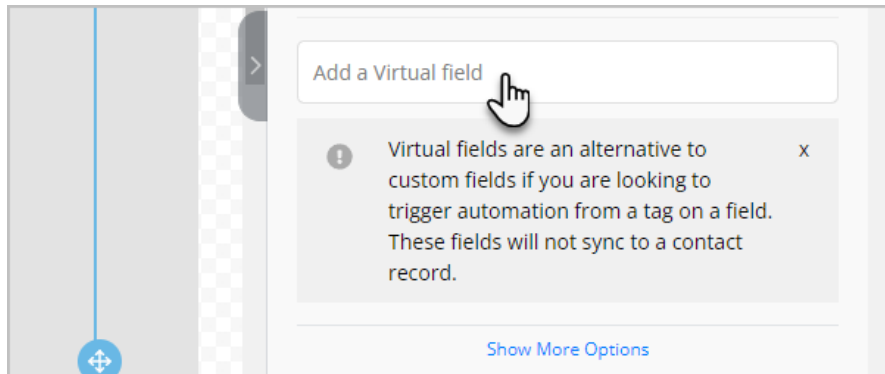 Add a Virtual field
Virtual fields are an alternative to x
custom fields if you are looking to
trigger automation from a tag on a field.
These fields will not sync to a contact
record.
Show More Options